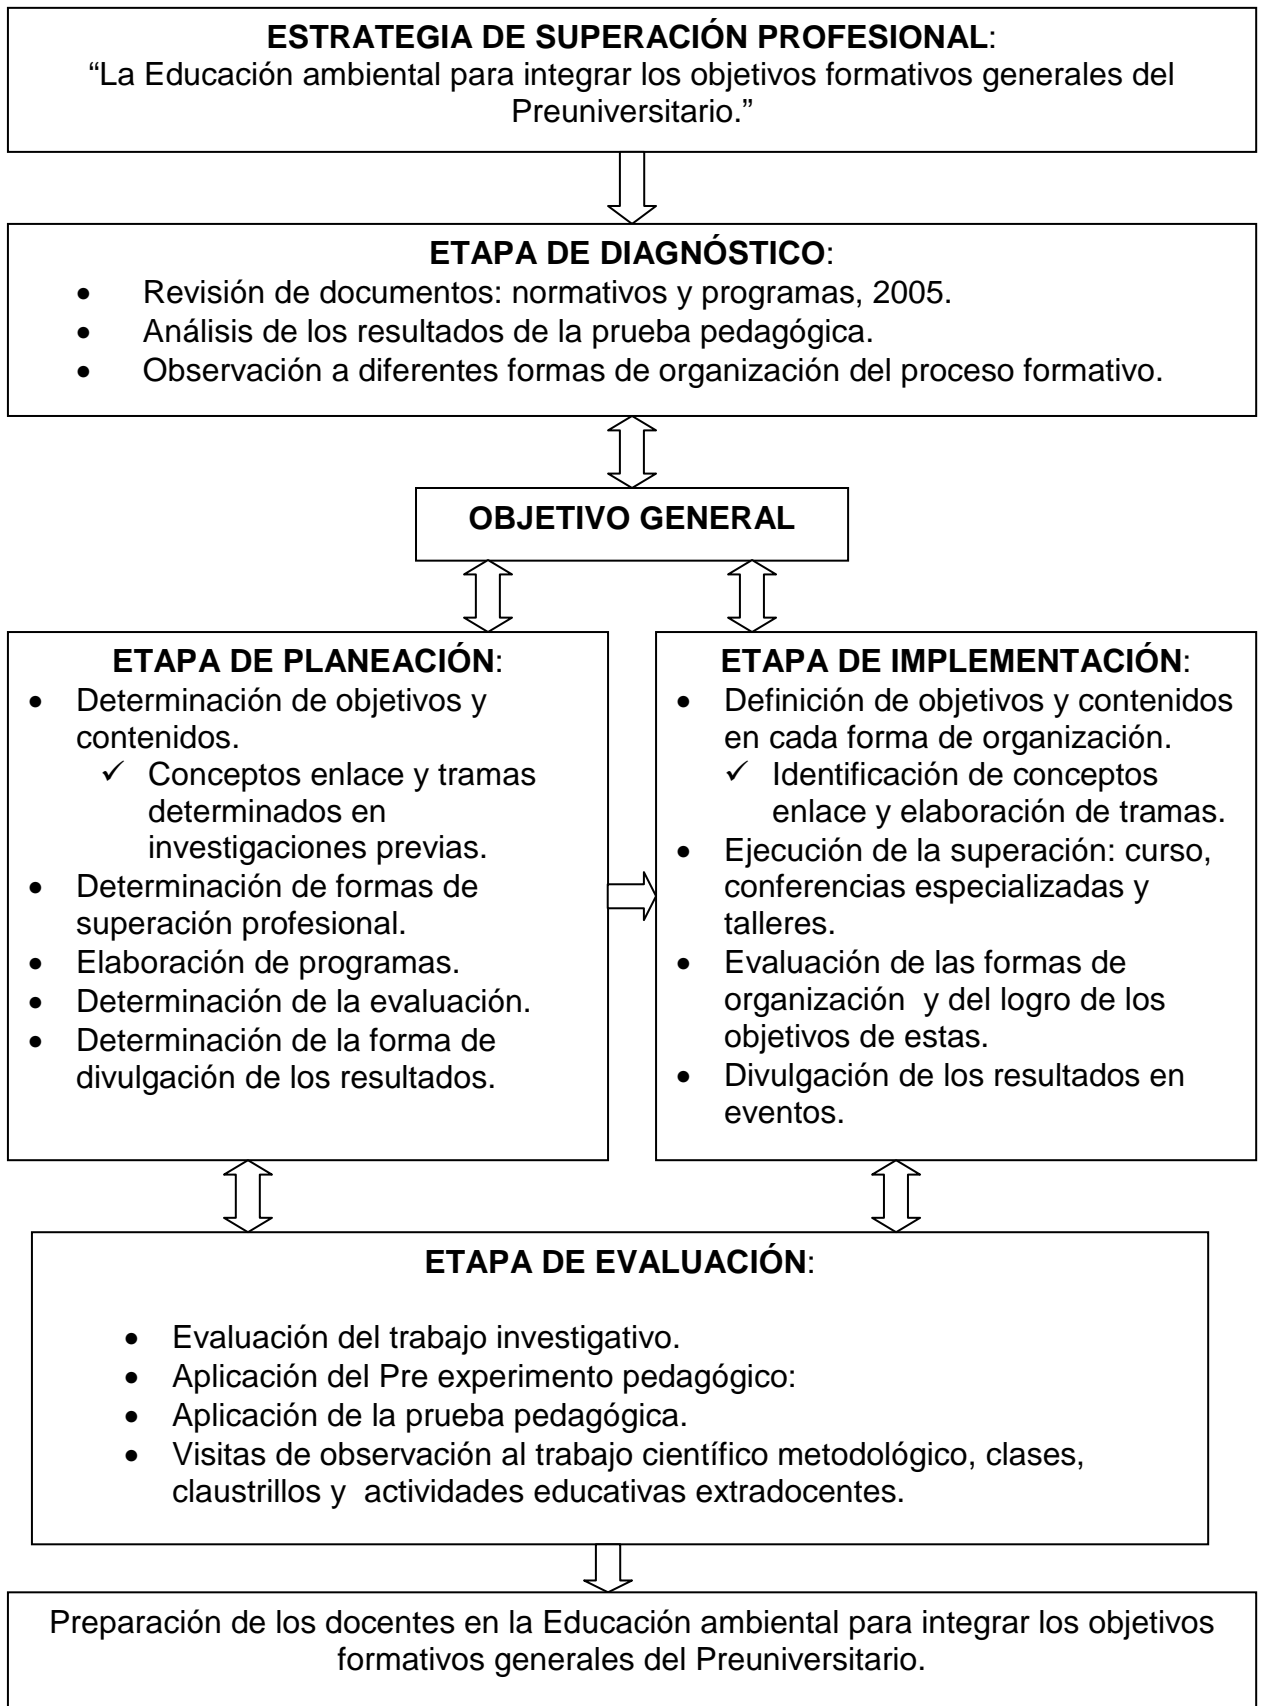 ESTRATEGIA DE SUPERACIÓN PROFESIONAL:
“La Educación ambiental para integrar los objetivos formativos generales del
Preuniversitario.”
ETAPA DE DIAGNÓSTICO:
• Revisión de documentos: normativos y programas, 2005.
• Análisis de los resultados de la prueba pedagógica.
• Observación a diferentes formas de organización del proceso formativo.
OBJETIVO GENERAL
ETAPA DE PLANEACIÓN:
• Determinación de objetivos y
contenidos.
✓ Conceptos enlace y tramas
determinados en
investigaciones previas.
• Determinación de formas de
superación profesional.
• Elaboración de programas.
• Determinación de la evaluación.
• Determinación de la forma de
divulgación de los resultados.
ETAPA DE IMPLEMENTACIÓN:
• Definición de objetivos y contenidos
en cada forma de organización.
✓ Identificación de conceptos
enlace y elaboración de tramas.
• Ejecución de la superación: curso,
conferencias especializadas y
talleres.
• Evaluación de las formas de
organización  y del logro de los
objetivos de estas.
• Divulgación de los resultados en
eventos.
ETAPA DE EVALUACIÓN:
• Evaluación del trabajo investigativo.
• Aplicación del Pre experimento pedagógico:
• Aplicación de la prueba pedagógica.
• Visitas de observación al trabajo científico metodológico, clases,
claustrillos y  actividades educativas extradocentes.
Preparación de los docentes en la Educación ambiental para integrar los objetivos
formativos generales del Preuniversitario.